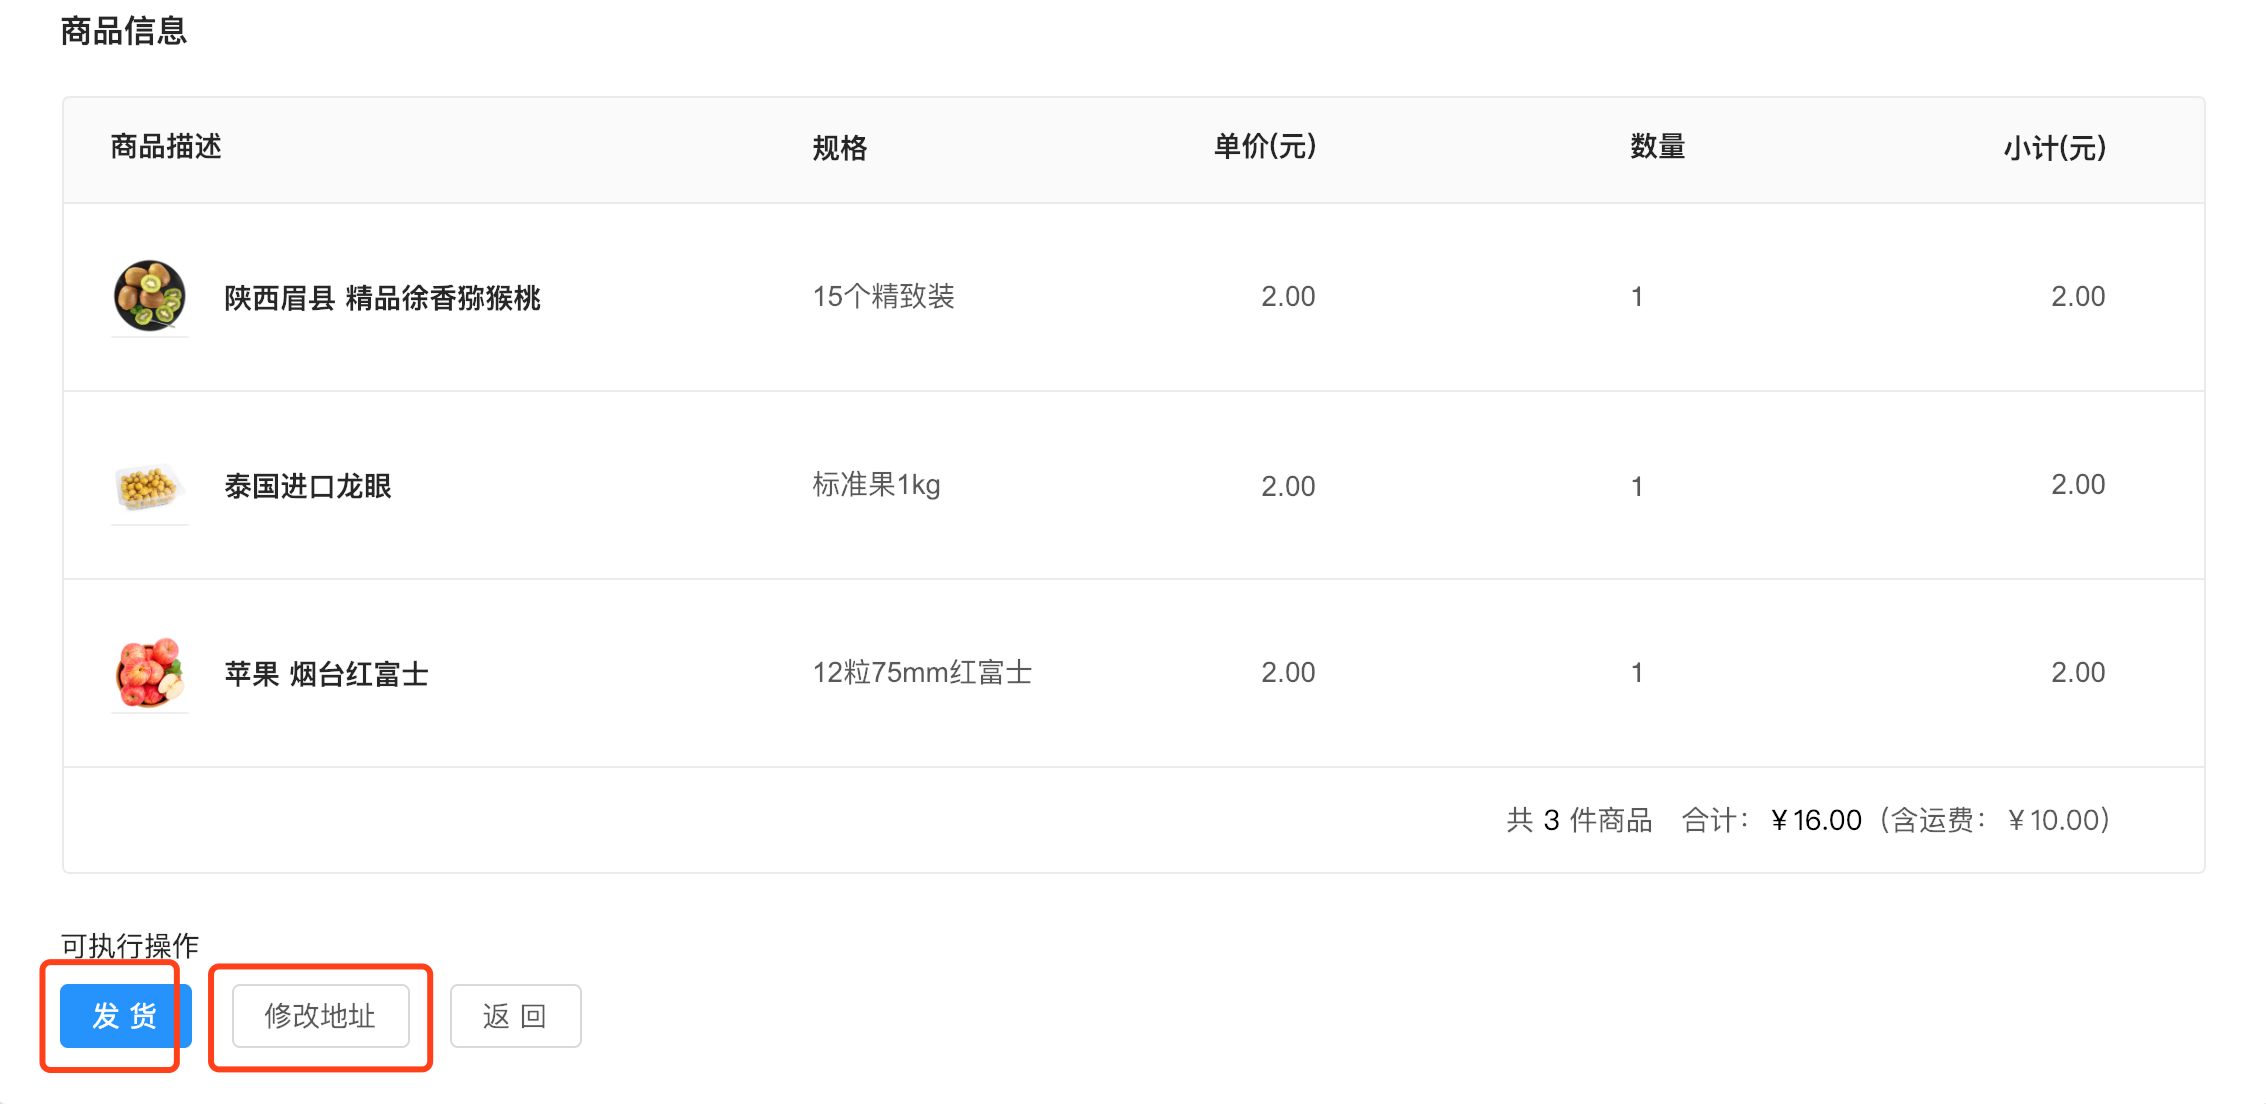 商品信息
商品描述 规格 单价(元) 数量 小计(元)
陕西眉县 精品徐香猕猴桃 15个精致装 2.00 1 2.00
泰国进口龙眼 标准果1kg 2.00 1 2.00
苹果 烟台红富士 12粒75mm红富士 2.00 1 2.00
共 3 件商品 合计：￥16.00（含运费：￥10.00）
可执行操作
发 货 修改地址 返 回